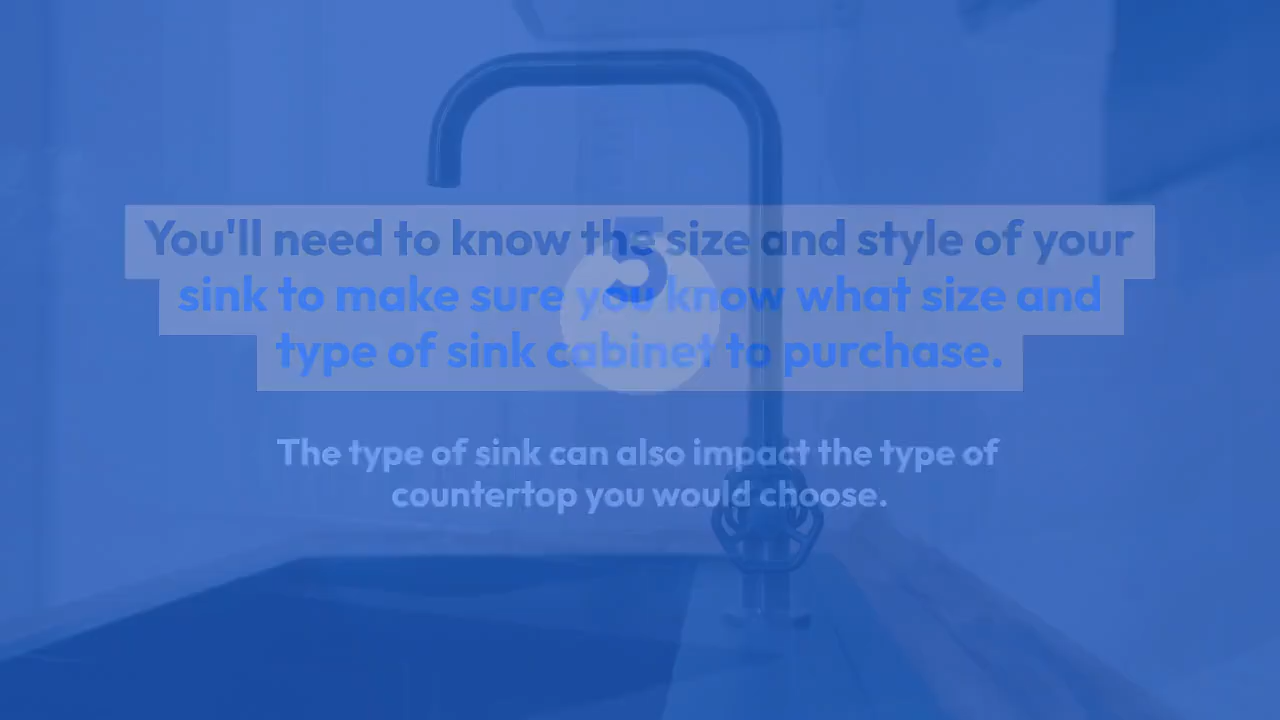 You'll need to know the size and style of your
5
sink to make sure you know what size and
type of sink cabinet to purchase.
The type of sink can also impact the type of
countertop you would choose.